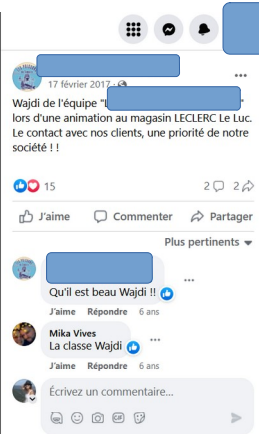 17 février 2017 ·
Wajdi de l'équipe "L "
lors d'une animation au magasin LECLERC Le Luc.
Le contact avec nos clients, une priorité de notre
société ! !
15 2 2
J'aime Commenter Partager
Plus pertinents
Qu'il est beau Wajdi !!
J'aime Répondre 6 ans
Mika Vives
La classe Wajdi
J'aime Répondre 6 ans
Écrivez un commentaire...
GIF